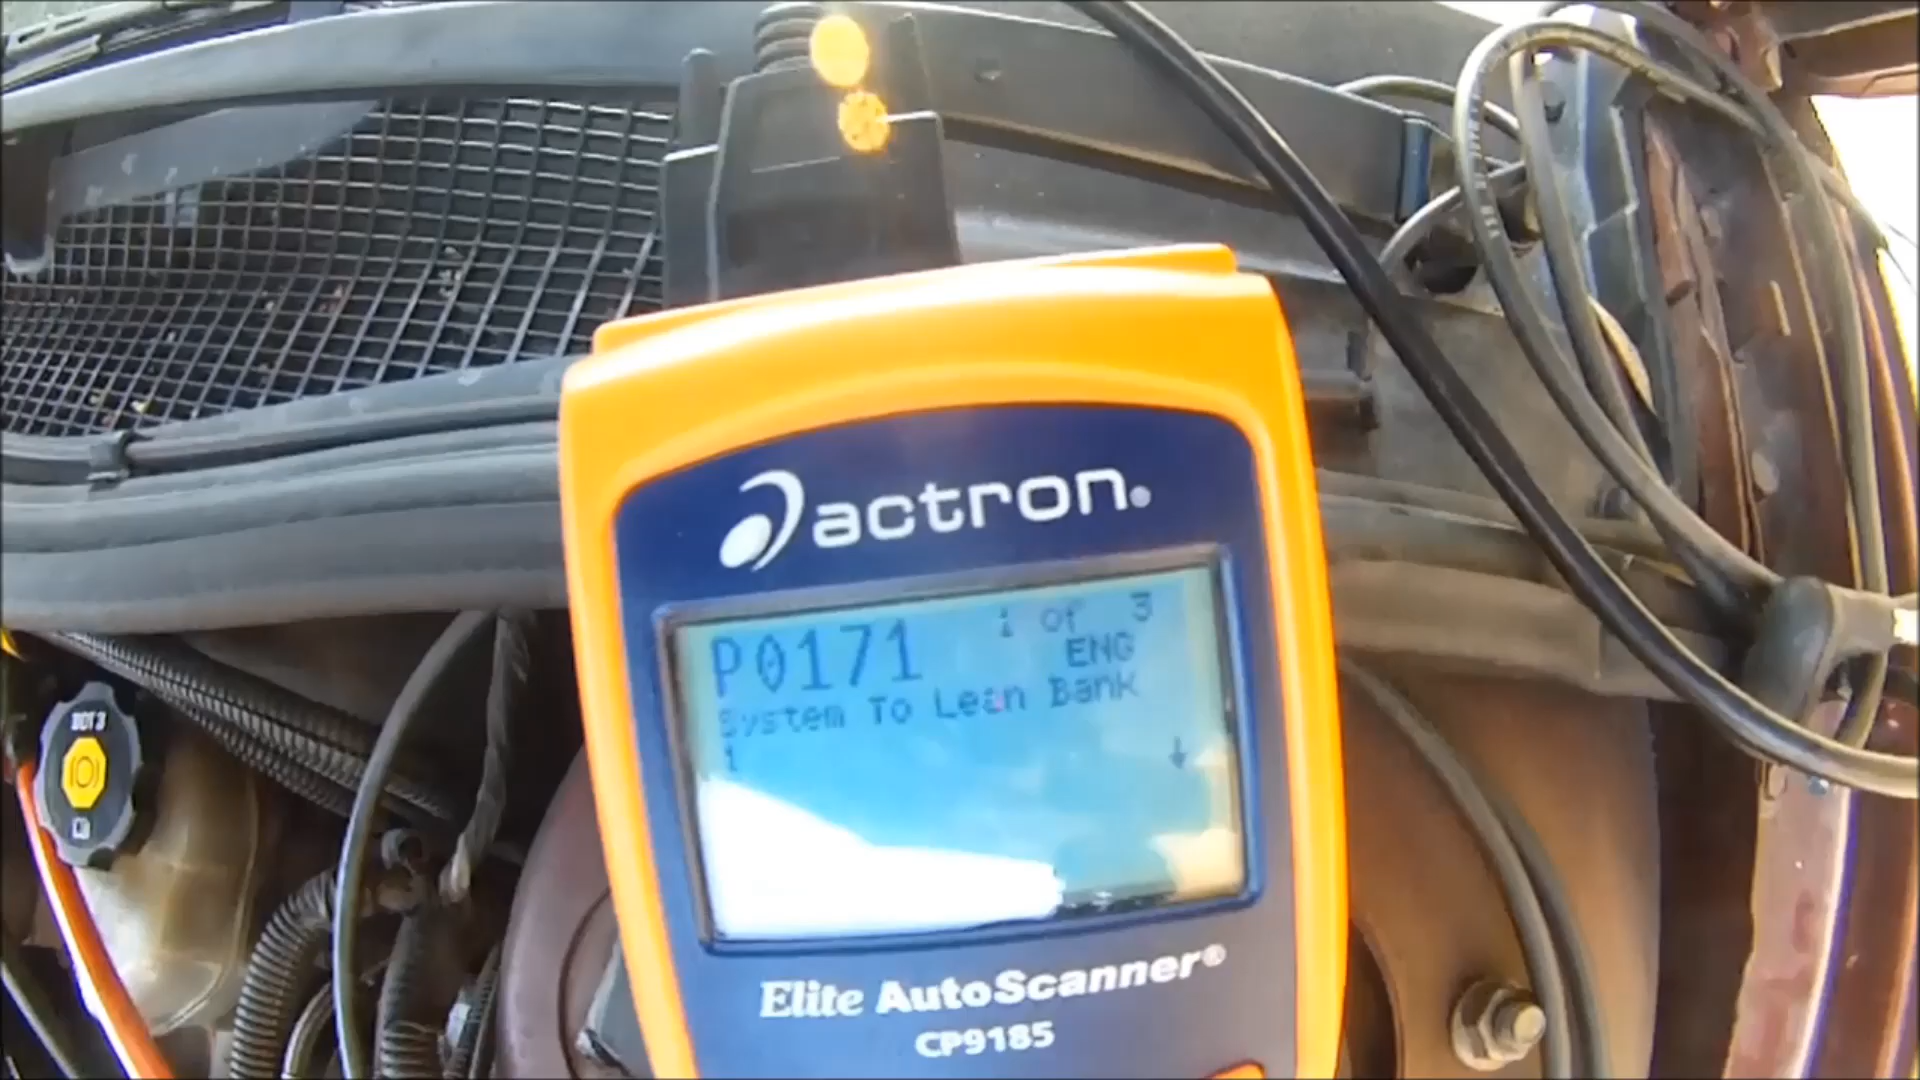 DOT 3
actron®
P0171 1 of 3
ENG
System To Lean Bank
1
Elite AutoScanner®
CP9185